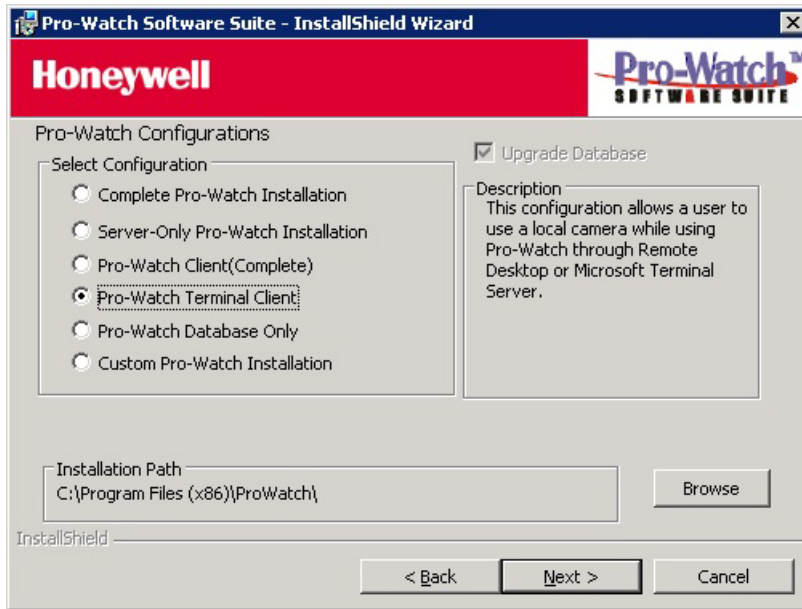 Pro-Watch Software Suite - InstallShield Wizard
Honeywell
Pro-Watch™
SOFTWARE SUITE
Pro-Watch Configurations
Upgrade Database
Select Configuration
Complete Pro-Watch Installation
Server-Only Pro-Watch Installation
Pro-Watch Client(Complete)
Pro-Watch Terminal Client
Pro-Watch Database Only
Custom Pro-Watch Installation
Description
This configuration allows a user to
use a local camera while using
Pro-Watch through Remote
Desktop or Microsoft Terminal
Server.
Installation Path
C:\Program Files (x86)\ProWatch\
Browse
InstallShield
< Back
Next >
Cancel